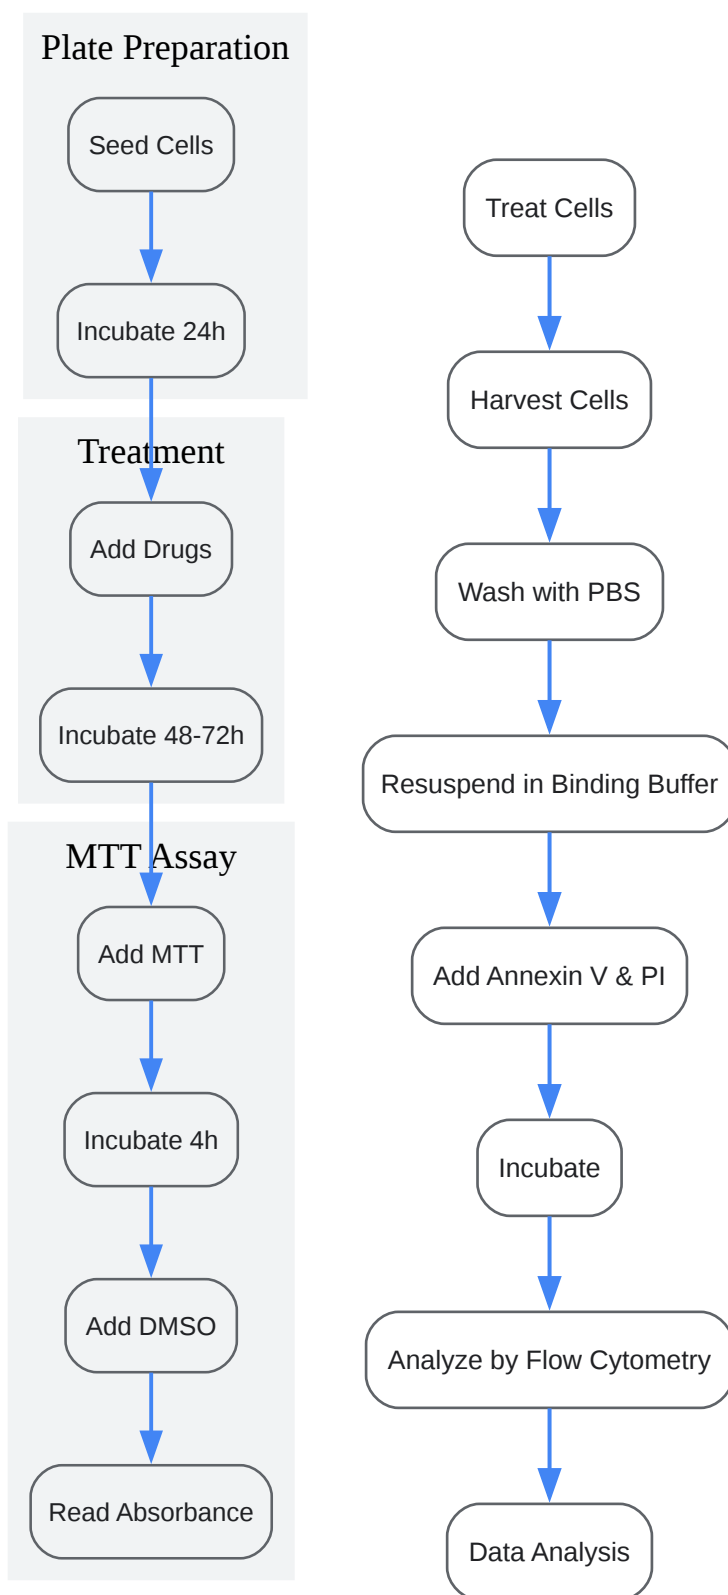 Plate Preparation
Seed Cells
Incubate 24h
Treatment
Add Drugs
Incubate 48-72h
MTT Assay
Add MTT
Incubate 4h
Add DMSO
Read Absorbance
Treat Cells
Harvest Cells
Wash with PBS
Resuspend in Binding Buffer
Add Annexin V & PI
Incubate
Analyze by Flow Cytometry
Data Analysis